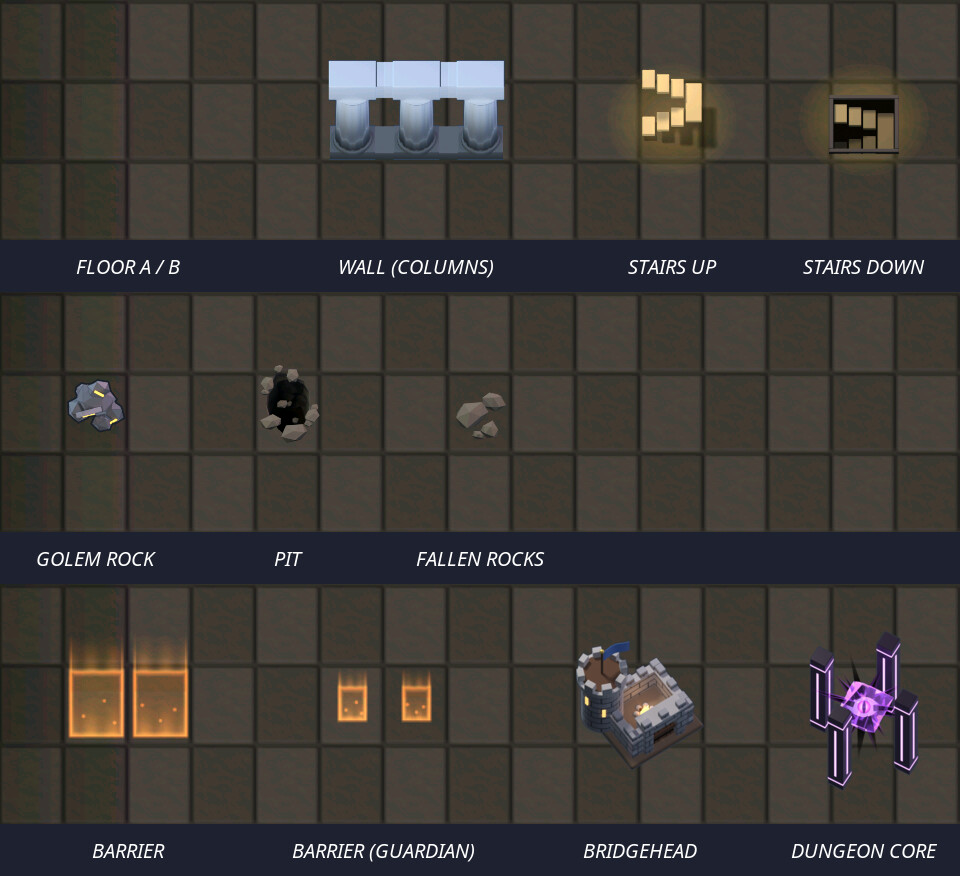 FLOOR A / B
WALL (COLUMNS)
STAIRS UP
STAIRS DOWN
GOLEM ROCK
PIT
FALLEN ROCKS
BARRIER
BARRIER (GUARDIAN)
BRIDGEHEAD
DUNGEON CORE